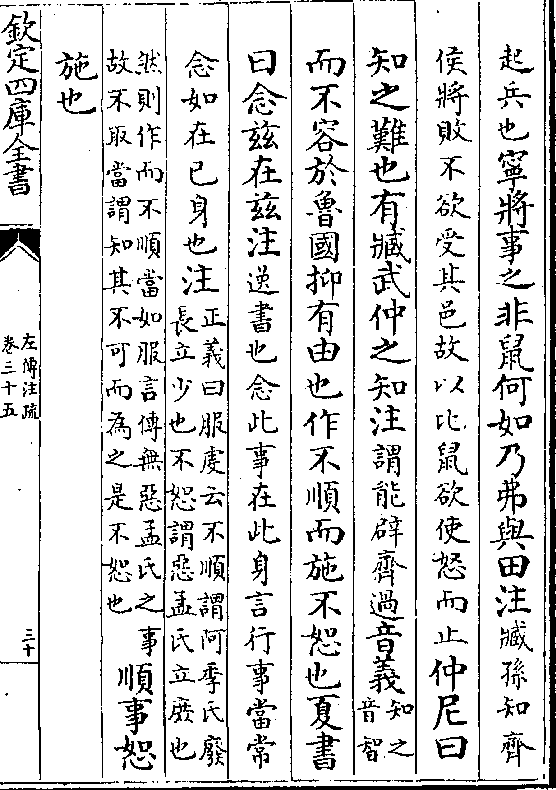 起兵也寧將事之非鼠何如乃弗與田注臧孫知齊
侯將敗不欲受其邑故以比鼠欲使怒而止仲尼曰
知之難也有臧武仲之知注謂能辟齊過音義知之
音智
而不容於魯國抑有由也作不順而施不恕也夏書
曰念兹在兹注逸書也念此事在此身言行事當常
念如在已身也注正義曰服䖍云不順謂阿季氏廢
長立少也不恕謂惡孟氏立庻也
然則作而不順當如服言傳無惡孟氏之事
故不取當謂知其不可而為之是不恕也
順事恕
施也
欽定四庫全書
左傳注疏
卷三十五
三十